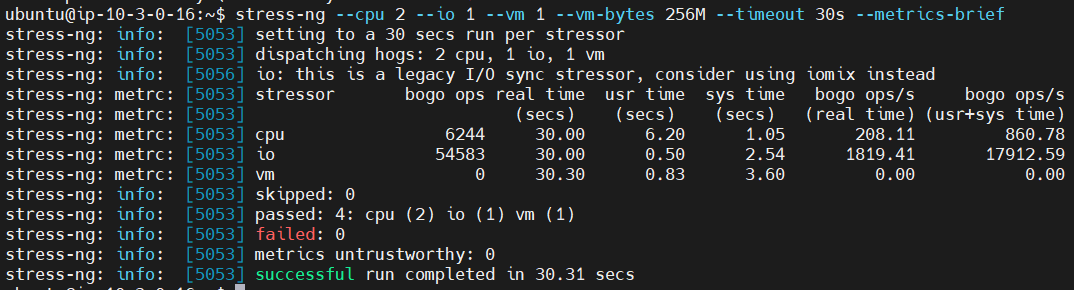 ubuntu@ip-10-3-0-16:~$ stress-ng --cpu 2 --io 1 --vm 1 --vm-bytes 256M --timeout 30s --metrics-brief
stress-ng: info:  [5053] setting to a 30 secs run per stressor
stress-ng: info:  [5053] dispatching hogs: 2 cpu, 1 io, 1 vm
stress-ng: info:  [5056] io: this is a legacy I/O sync stressor, consider using iomix instead
stress-ng: metrc: [5053] stressor       bogo ops real time  usr time  sys time   bogo ops/s     bogo ops/s
stress-ng: metrc: [5053]                           (secs)    (secs)    (secs)   (real time) (usr+sys time)
stress-ng: metrc: [5053] cpu                6244     30.00      6.20      1.05       208.11         860.78
stress-ng: metrc: [5053] io                54583     30.00      0.50      2.54      1819.41       17912.59
stress-ng: metrc: [5053] vm                    0     30.30      0.83      3.60         0.00           0.00
stress-ng: info:  [5053] skipped: 0
stress-ng: info:  [5053] passed: 4: cpu (2) io (1) vm (1)
stress-ng: info:  [5053] failed: 0
stress-ng: info:  [5053] metrics untrustworthy: 0
stress-ng: info:  [5053] successful run completed in 30.31 secs
ubuntu@ip-10-3-0-16:~$